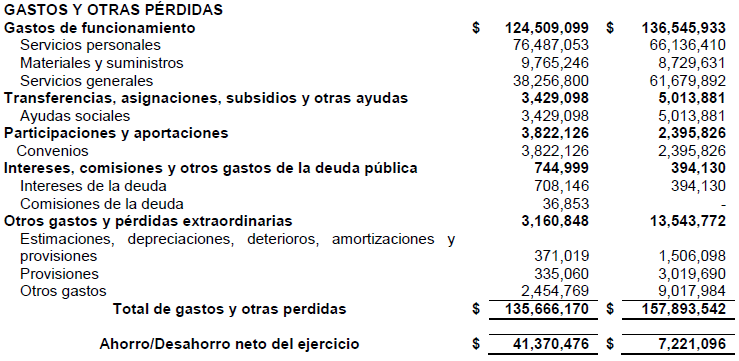 GASTOS Y OTRAS PÉRDIDAS
Gastos de funcionamiento $ 124,509,099 $ 136,545,933
Servicios personales 76,487,053 66,136,410
Materiales y suministros 9,765,246 8,729,631
Servicios generales 38,256,800 61,679,892
Transferencias, asignaciones, subsidios y otras ayudas 3,429,098 5,013,881
Ayudas sociales 3,429,098 5,013,881
Participaciones y aportaciones 3,822,126 2,395,826
Convenios 3,822,126 2,395,826
Intereses, comisiones y otros gastos de la deuda pública 744,999 394,130
Intereses de la deuda 708,146 394,130
Comisiones de la deuda 36,853 -
Otros gastos y pérdidas extraordinarias 3,160,848 13,543,772
Estimaciones, depreciaciones, deterioros, amortizaciones y
provisiones 371,019 1,506,098
Provisiones 335,060 3,019,690
Otros gastos 2,454,769 9,017,984
Total de gastos y otras perdidas $ 135,666,170 $ 157,893,542
Ahorro/Desahorro neto del ejercicio $ 41,370,476 $ 7,221,096